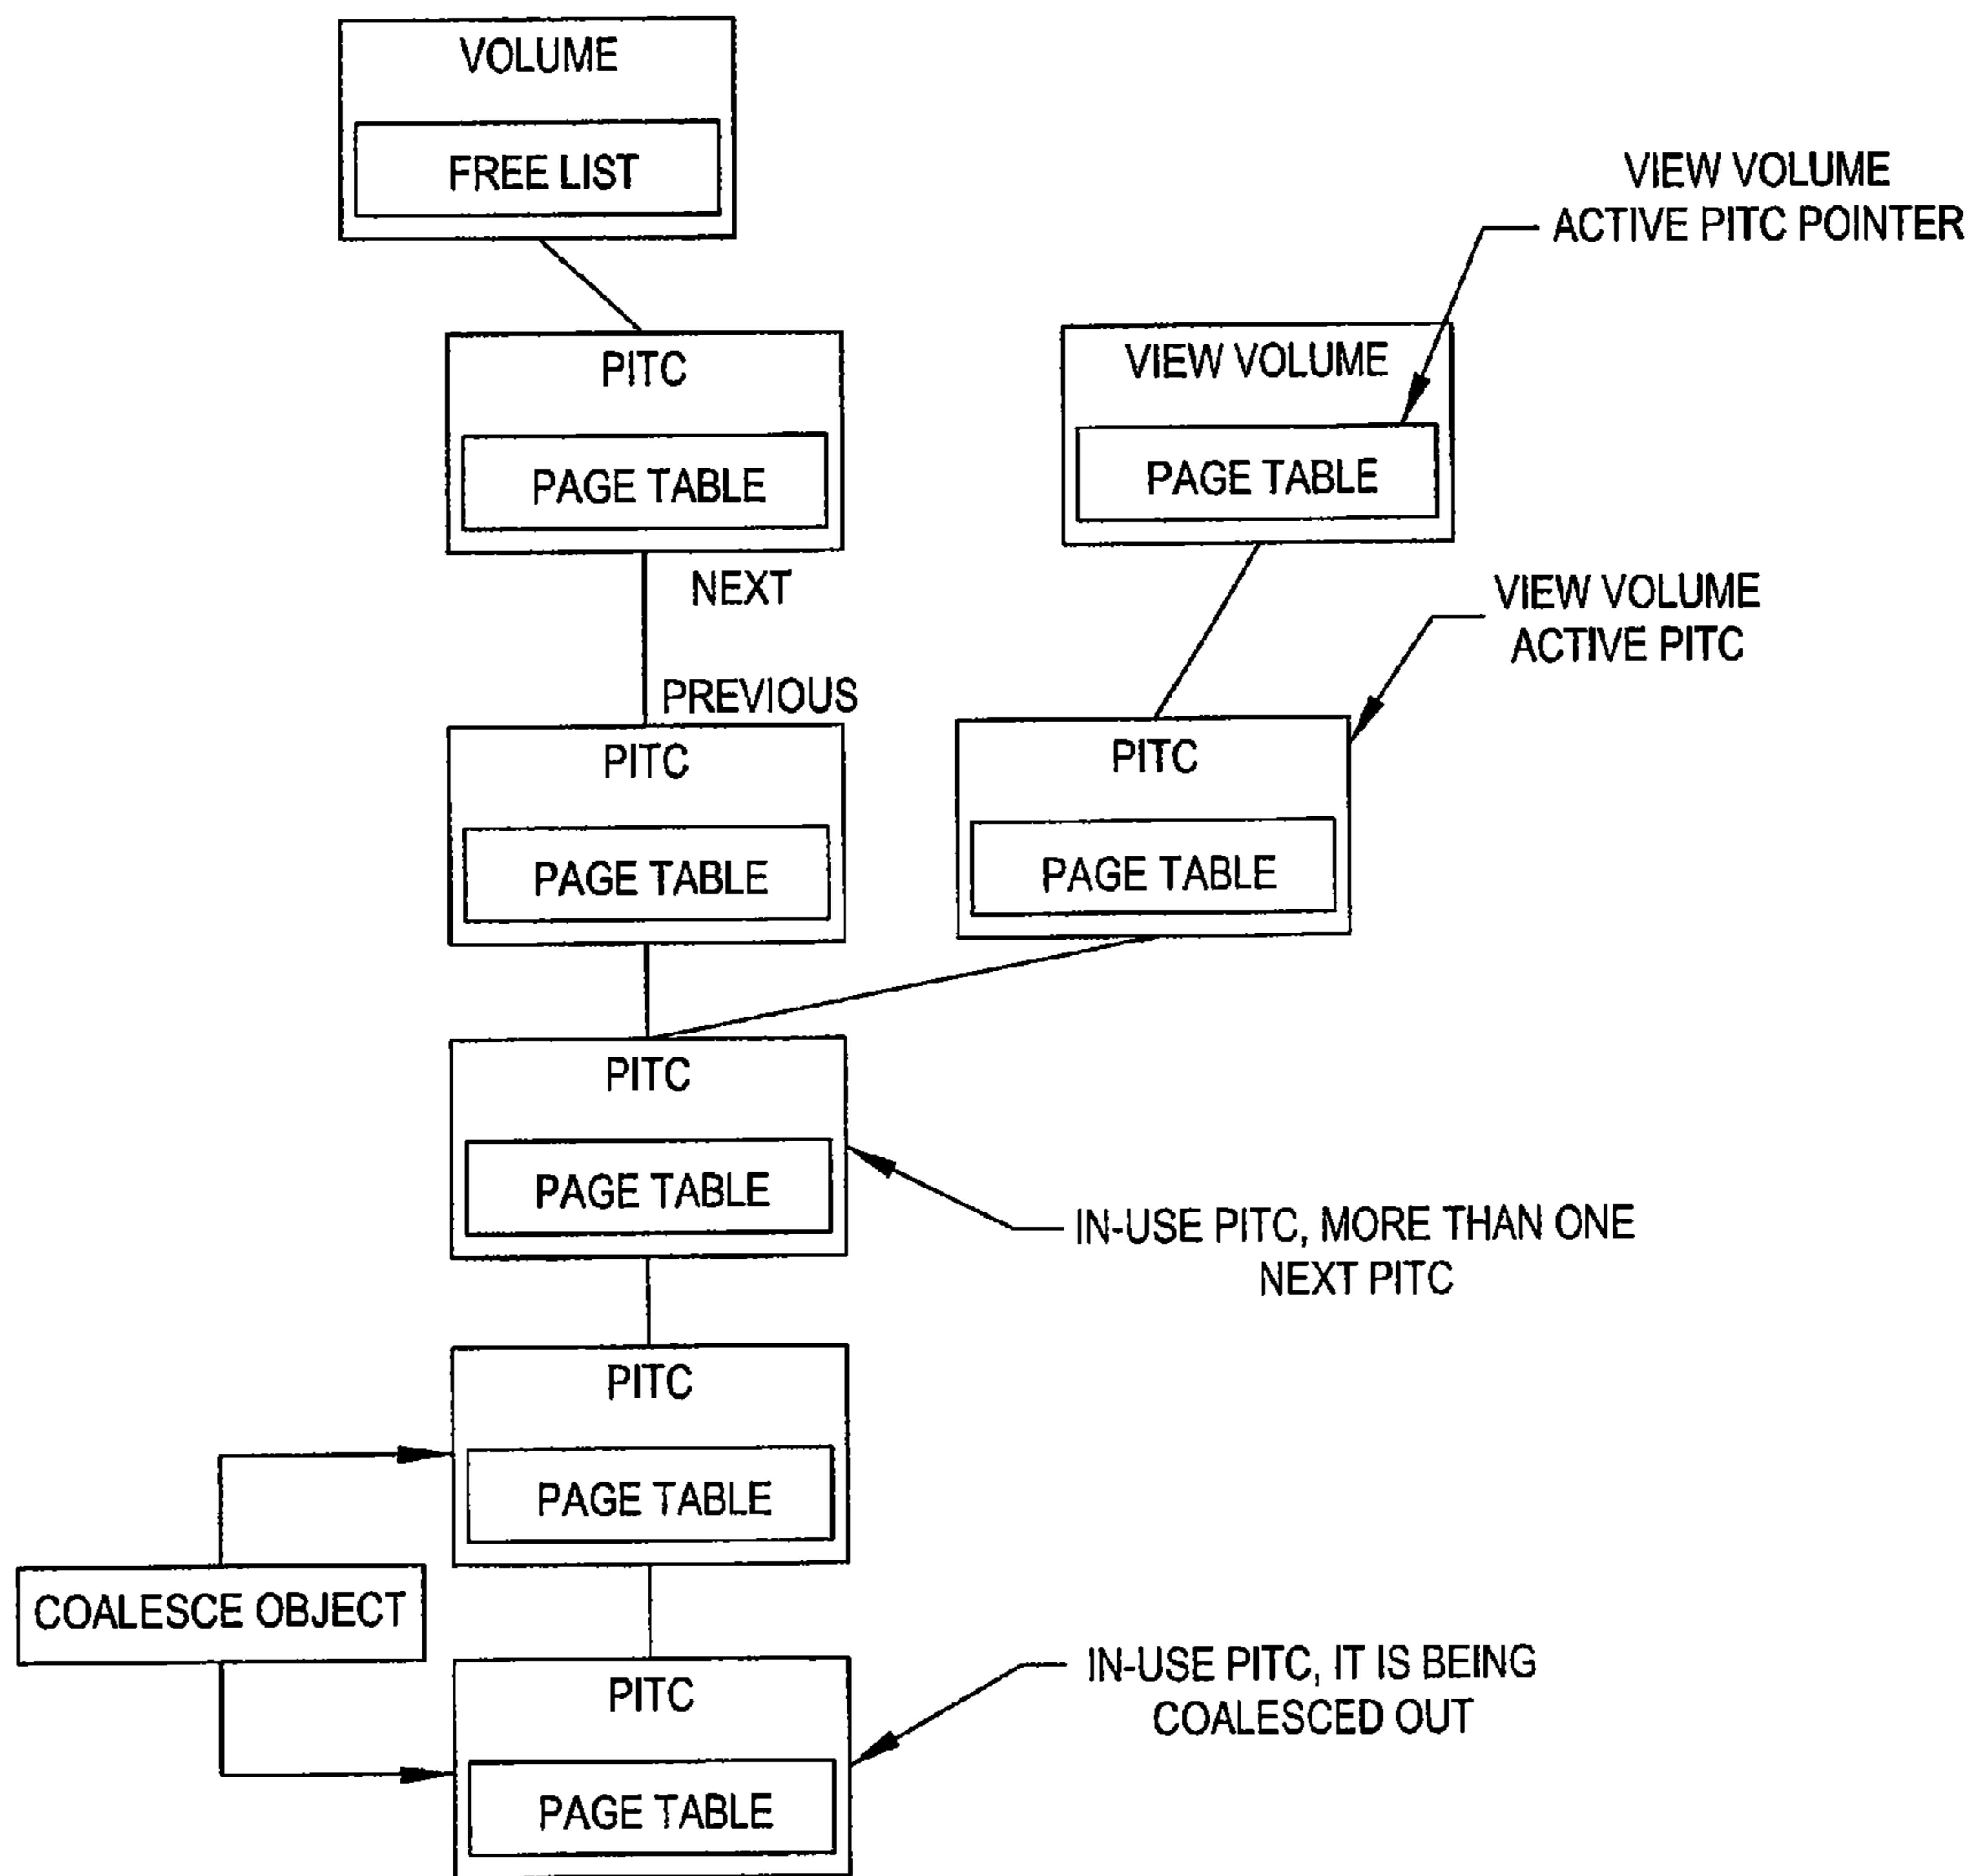 VOLUME
FREE LIST
VIEW VOLUME
ACTIVE PITC POINTER
PITC
PAGE TABLE
VIEW VOLUME
PAGE TABLE
NEXT
VIEW VOLUME
ACTIVE PITC
PREVIOUS
PITC
PAGE TABLE
PITC
PAGE TABLE
PITC
PAGE TABLE
IN-USE PITC, MORE THAN ONE
NEXT PITC
PITC
PAGE TABLE
COALESCE OBJECT
PITC
PAGE TABLE
IN-USE PITC, IT IS BEING
COALESCED OUT